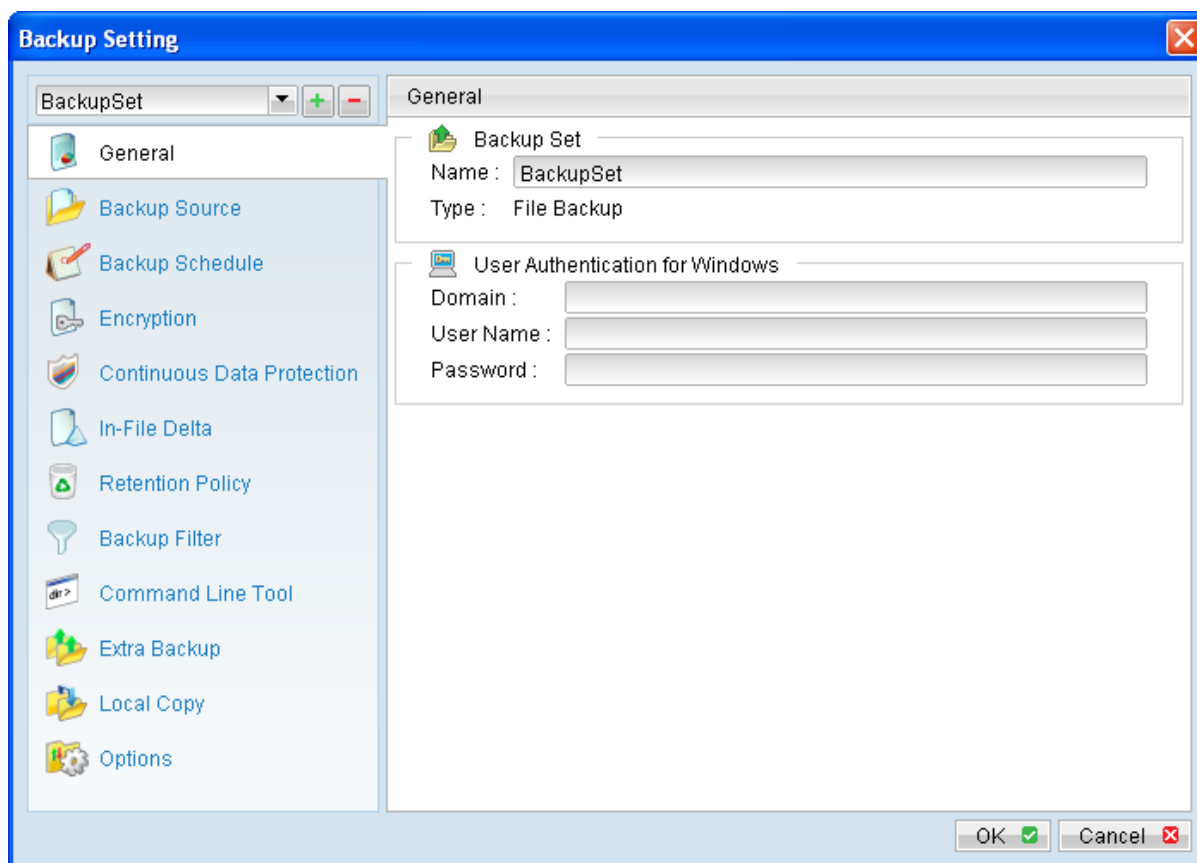 Backup Setting
BackupSet
General
Backup Source
Backup Schedule
Encryption
Continuous Data Protection
In-File Delta
Retention Policy
Backup Filter
Command Line Tool
dir>
Extra Backup
Local Copy
Options
General
Backup Set
Name : BackupSet
Type : File Backup
User Authentication for Windows
Domain :
User Name :
Password :
OK
Cancel